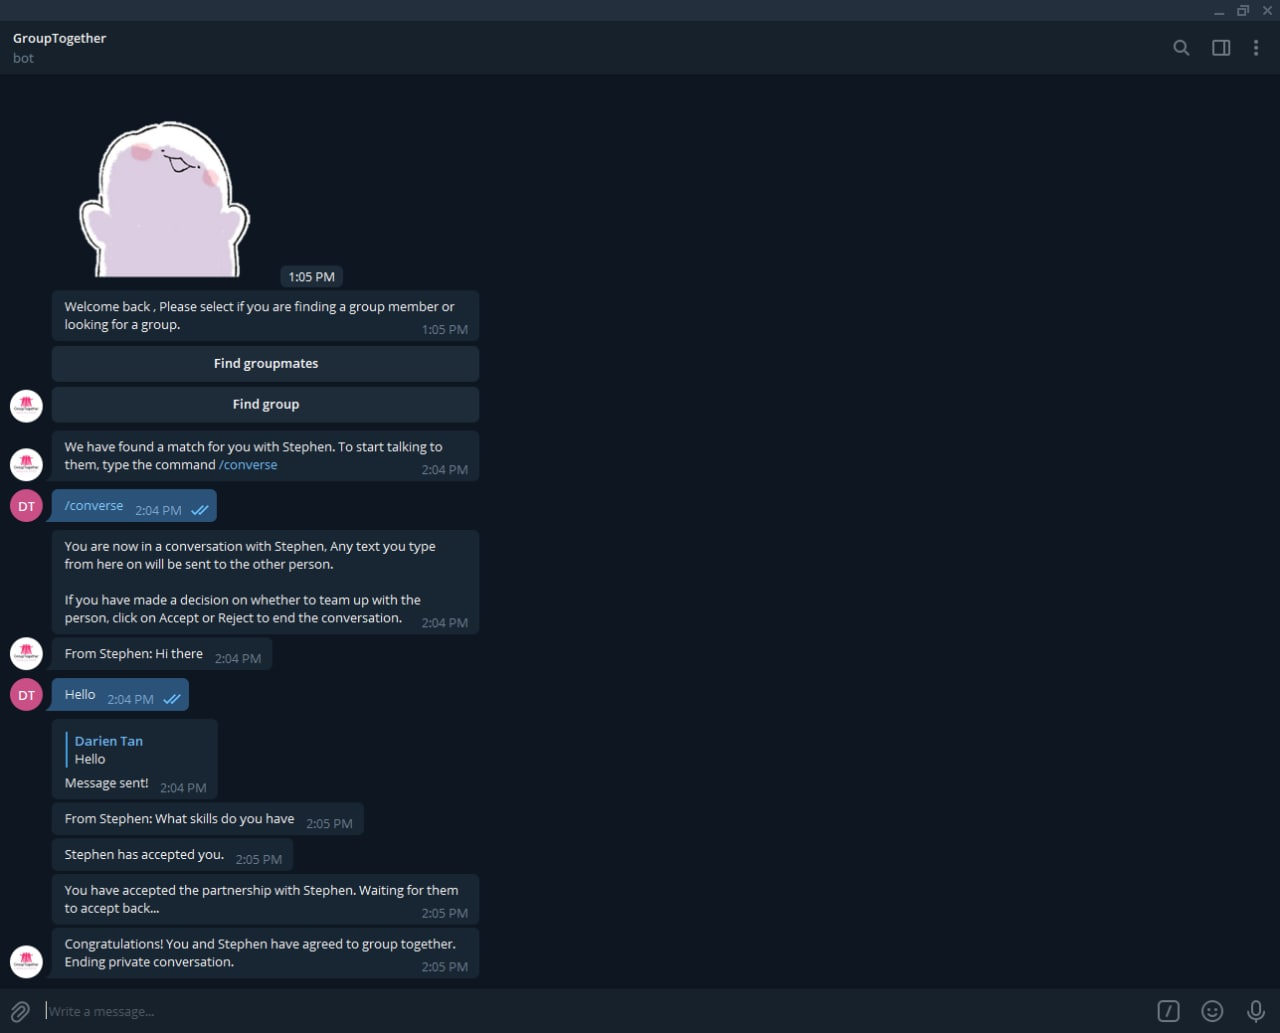 GroupTogether
bot
1:05 PM
Welcome back , Please select if you are finding a group member or
looking for a group.
1:05 PM
Find groupmates
Find group
We have found a match for you with Stephen. To start talking to
them, type the command /converse
2:04 PM
DT
/converse 2:04 PM
You are now in a conversation with Stephen, Any text you type
from here on will be sent to the other person.
If you have made a decision on whether to team up with the
person, click on Accept or Reject to end the conversation. 2:04 PM
From Stephen: Hi there 2:04 PM
DT
Hello 2:04 PM
Darien Tan
Hello
Message sent! 2:04 PM
From Stephen: What skills do you have 2:05 PM
Stephen has accepted you. 2:05 PM
You have accepted the partnership with Stephen. Waiting for them
to accept back... 2:05 PM
Congratulations! You and Stephen have agreed to group together.
Ending private conversation. 2:05 PM
Write a message...